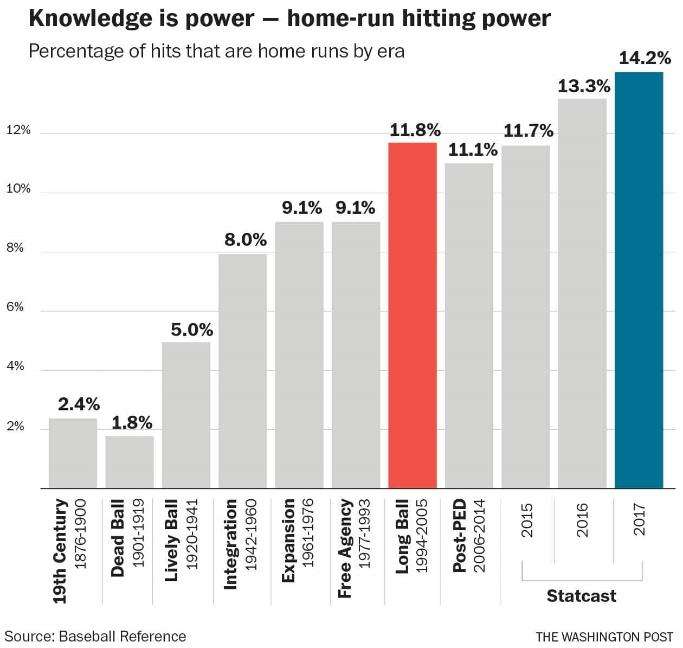 Knowledge is power — home-run hitting power
Percentage of hits that are home runs by era
14.2%
13.3%
12%
11.8%
11.1%
11.7%
10%
9.1%
9.1%
8%
8.0%
6%
5.0%
4%
2.4%
1.8%
2%
19th Century
1876-1900
Dead Ball
1901-1919
Lively Ball
1920-1941
Integration
1942-1960
Expansion
1961-1976
Free Agency
1977-1993
Long Ball
1994-2005
Post-PED
2006-2014
2015
2016
2017
Statcast
Source: Baseball Reference
THE WASHINGTON POST